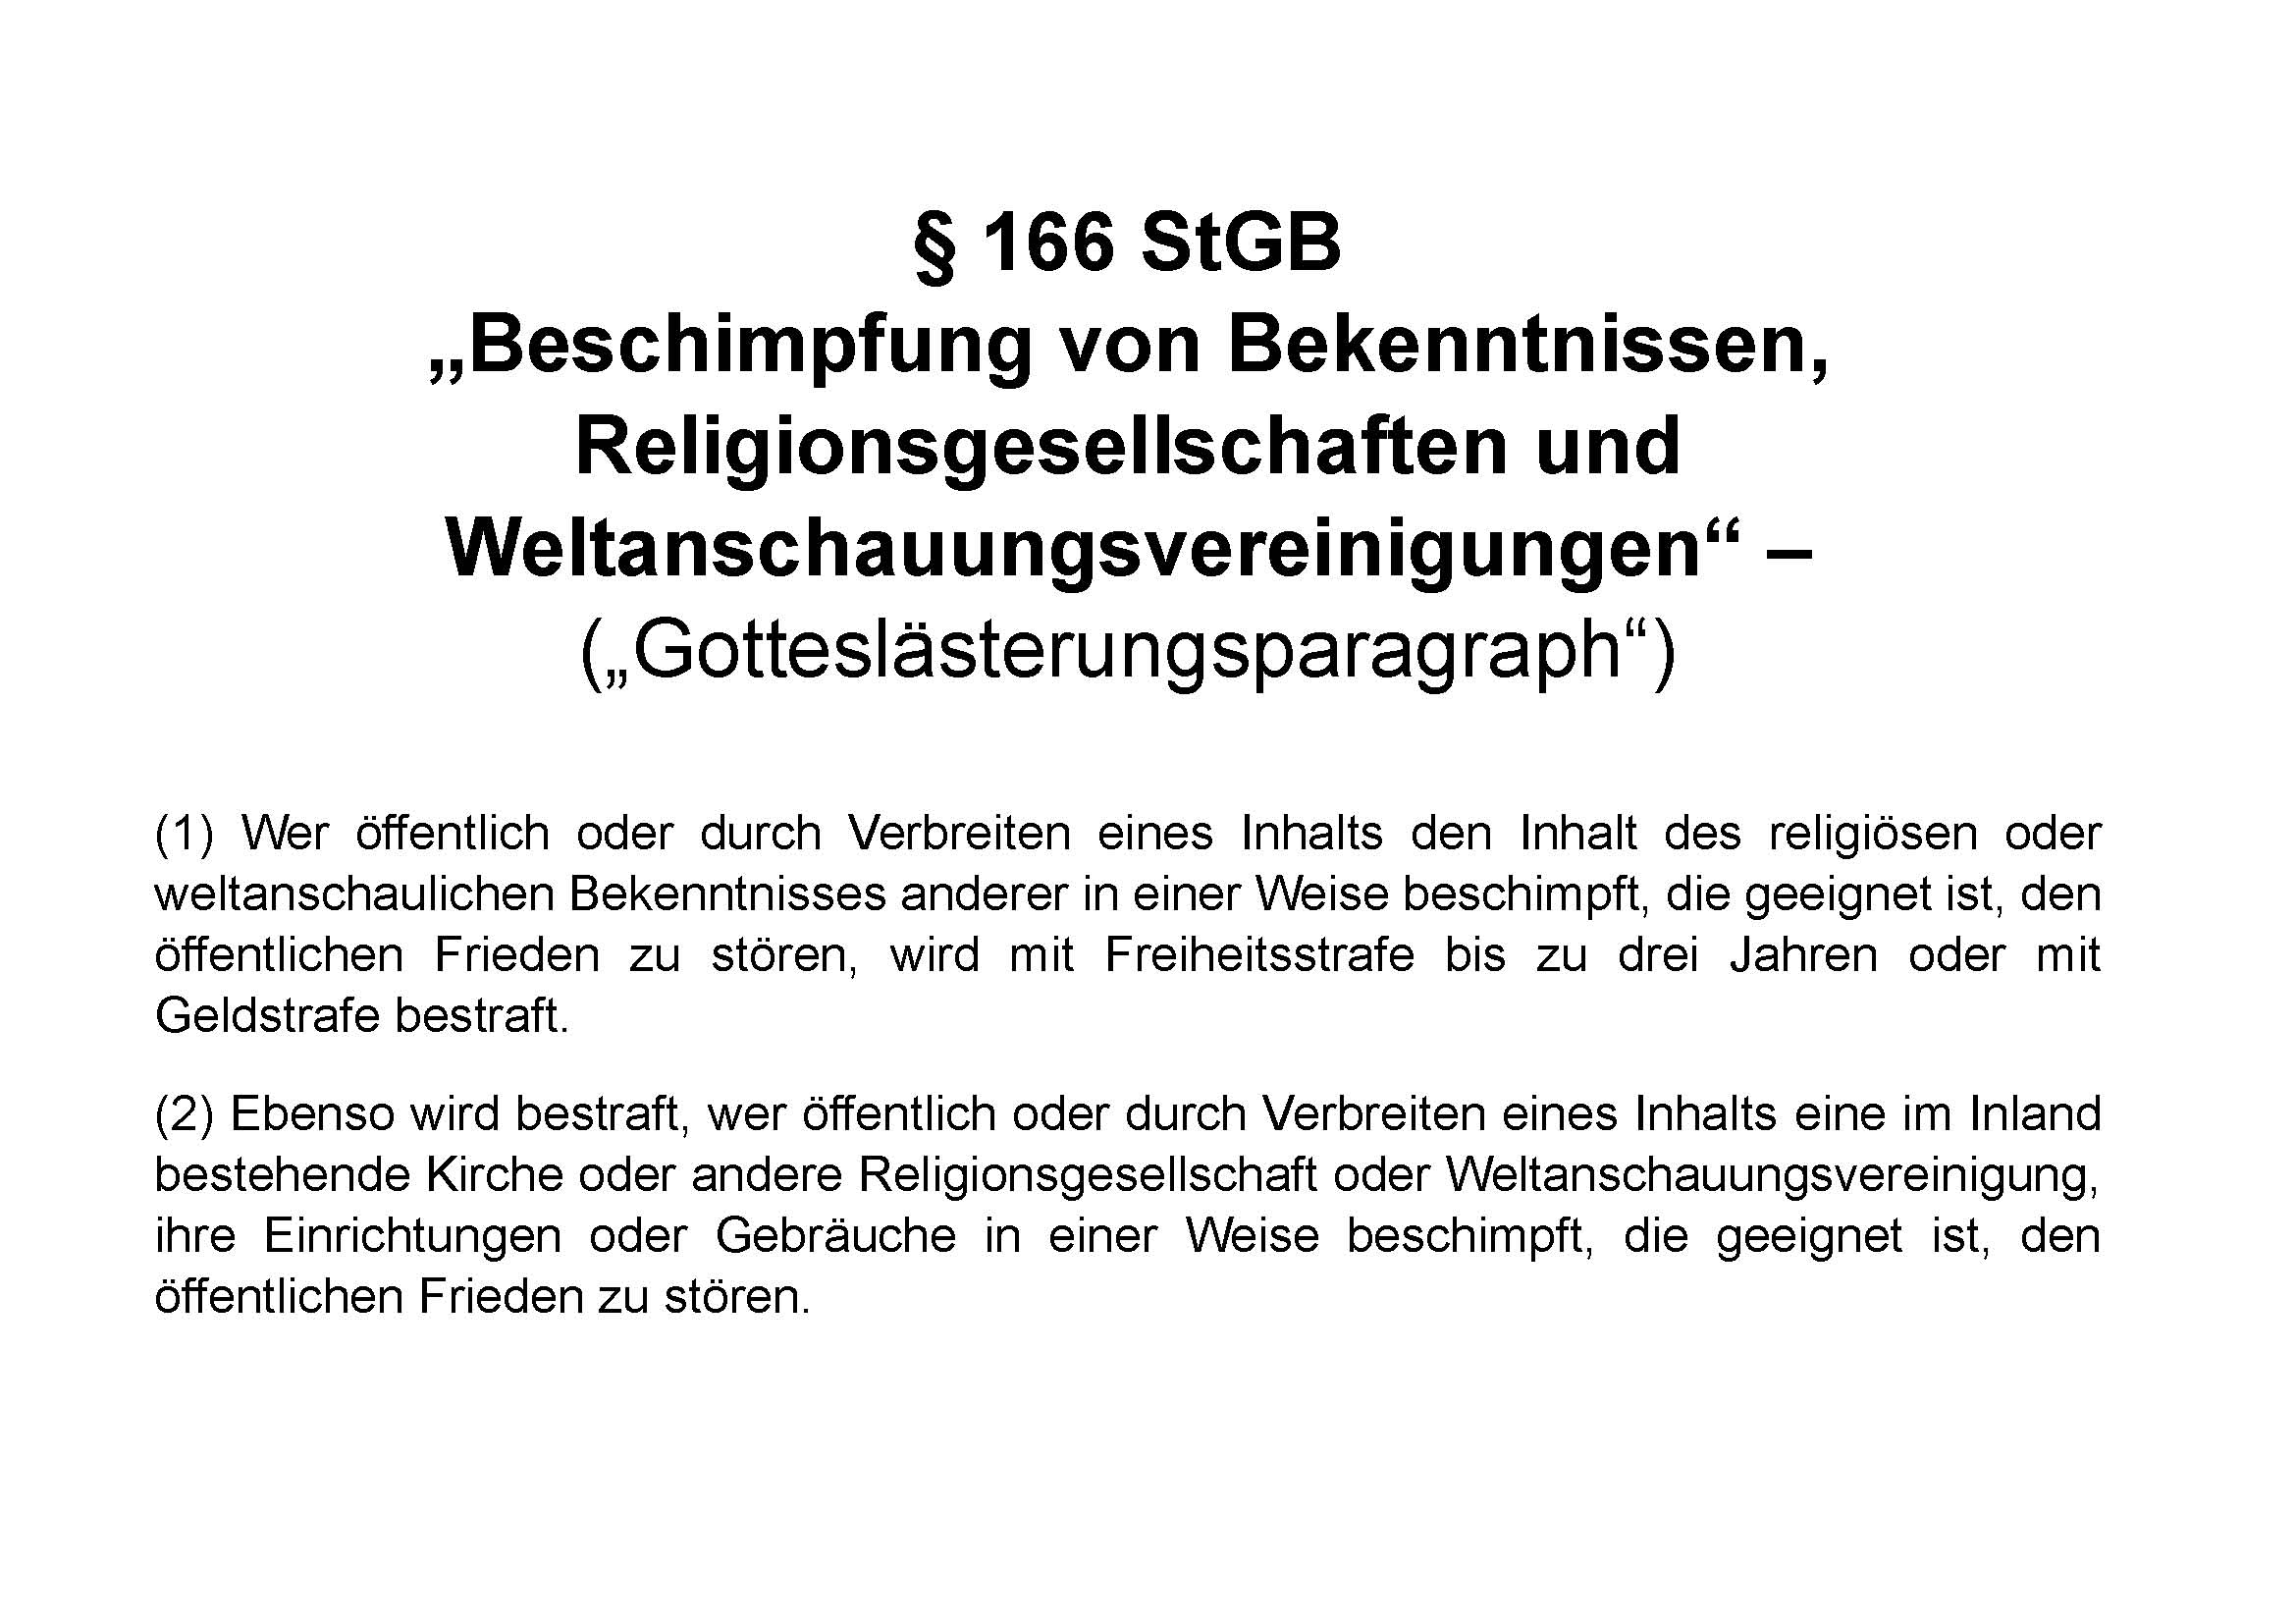 § 166 StGB
„Beschimpfung von Bekenntnissen,
Religionsgesellschaften und
Weltanschauungsvereinigungen“ –
(„Gotteslästerungsparagraph“)
(1) Wer öffentlich oder durch Verbreiten eines Inhalts den Inhalt des religiösen oder
weltanschaulichen Bekenntnisses anderer in einer Weise beschimpft, die geeignet ist, den
öffentlichen Frieden zu stören, wird mit Freiheitsstrafe bis zu drei Jahren oder mit
Geldstrafe bestraft.
(2) Ebenso wird bestraft, wer öffentlich oder durch Verbreiten eines Inhalts eine im Inland
bestehende Kirche oder andere Religionsgesellschaft oder Weltanschauungsvereinigung,
ihre Einrichtungen oder Gebräuche in einer Weise beschimpft, die geeignet ist, den
öffentlichen Frieden zu stören.